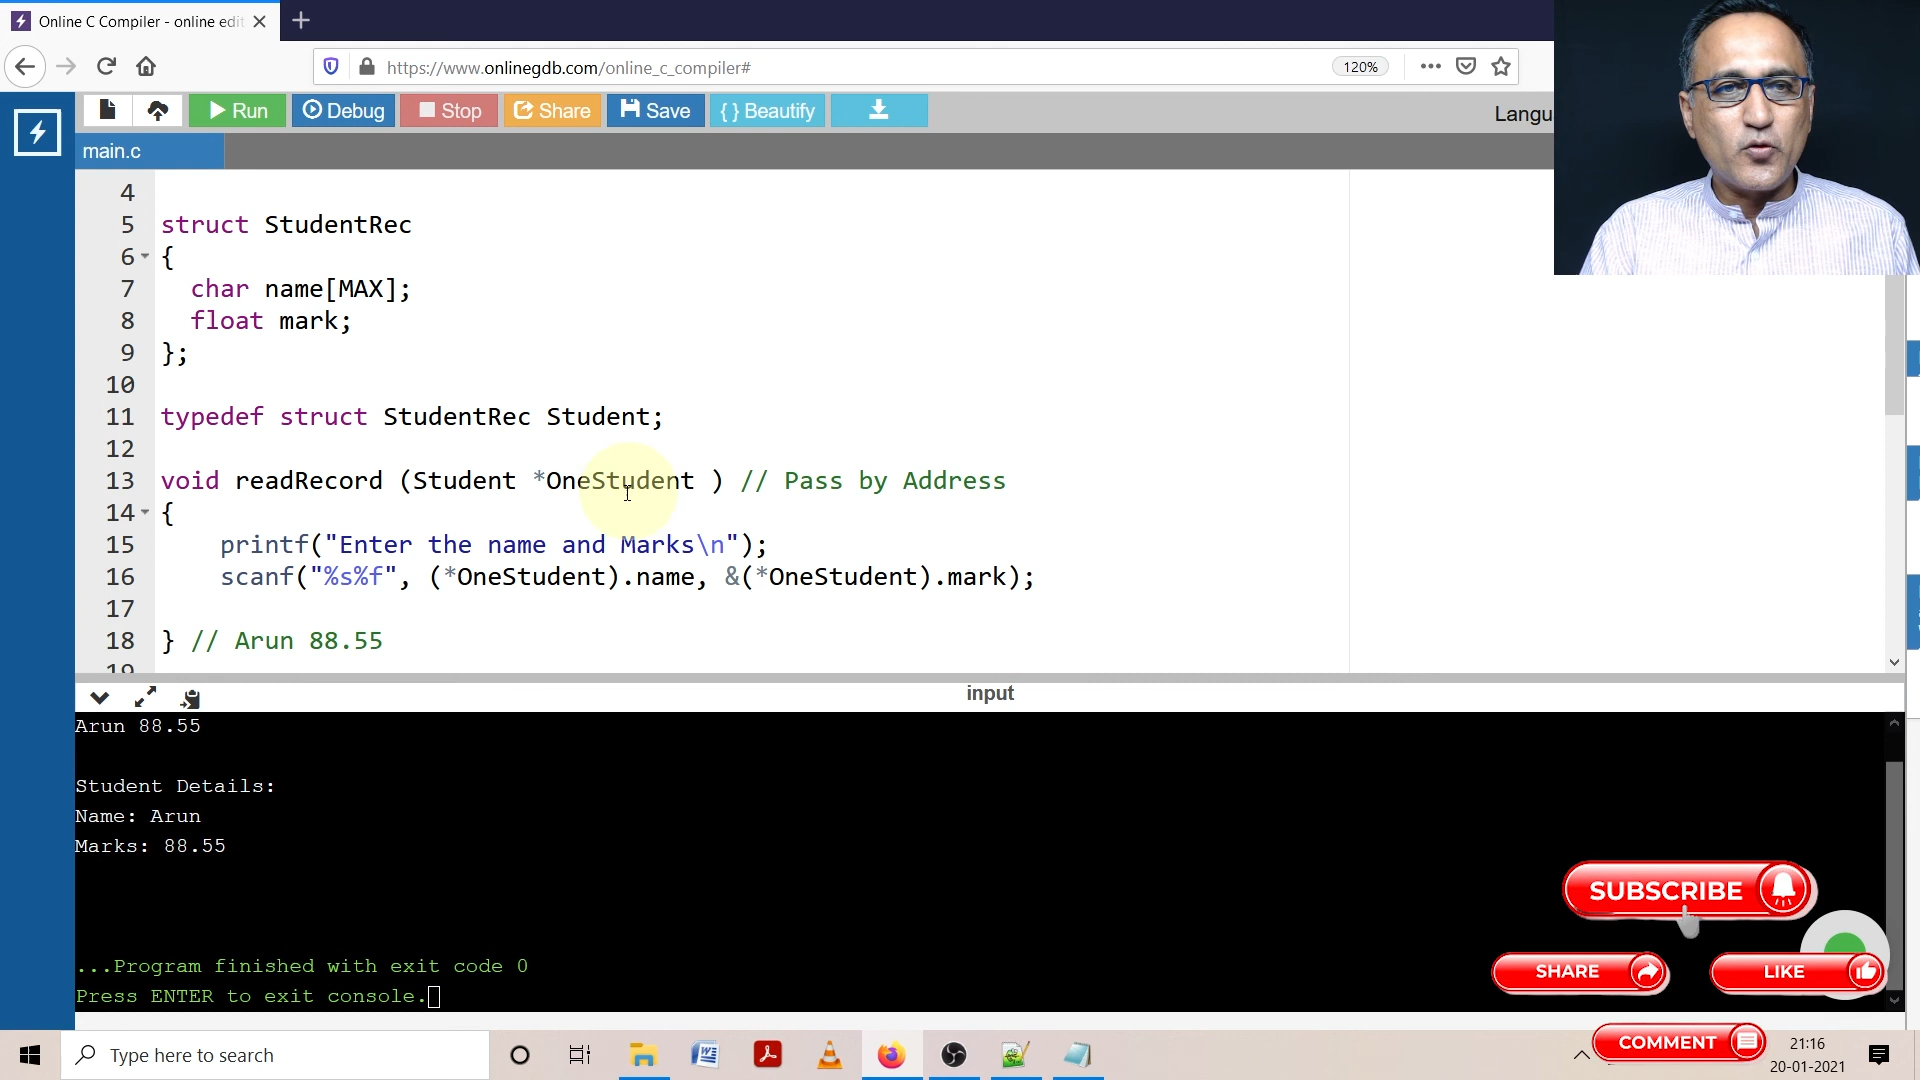 Online C Compiler - online edit
https://www.onlinegdb.com/online_c_compiler#
120%
Run
Debug
Stop
Share
Save
{ } Beautify
Langu
main.c
4
5 struct StudentRec
6 {
7 char name[MAX];
8 float mark;
9 };
10
11 typedef struct StudentRec Student;
12
13 void readRecord (Student *OneStudent ) // Pass by Address
14 {
15 printf("Enter the name and Marks\n");
16 scanf("%s%f", (*OneStudent).name, &(*OneStudent).mark);
17
18 } // Arun 88.55
19
input
Arun 88.55
Student Details:
Name: Arun
Marks: 88.55
...Program finished with exit code 0
Press ENTER to exit console.
SUBSCRIBE
SHARE
LIKE
COMMENT
Type here to search
21:16
20-01-2021